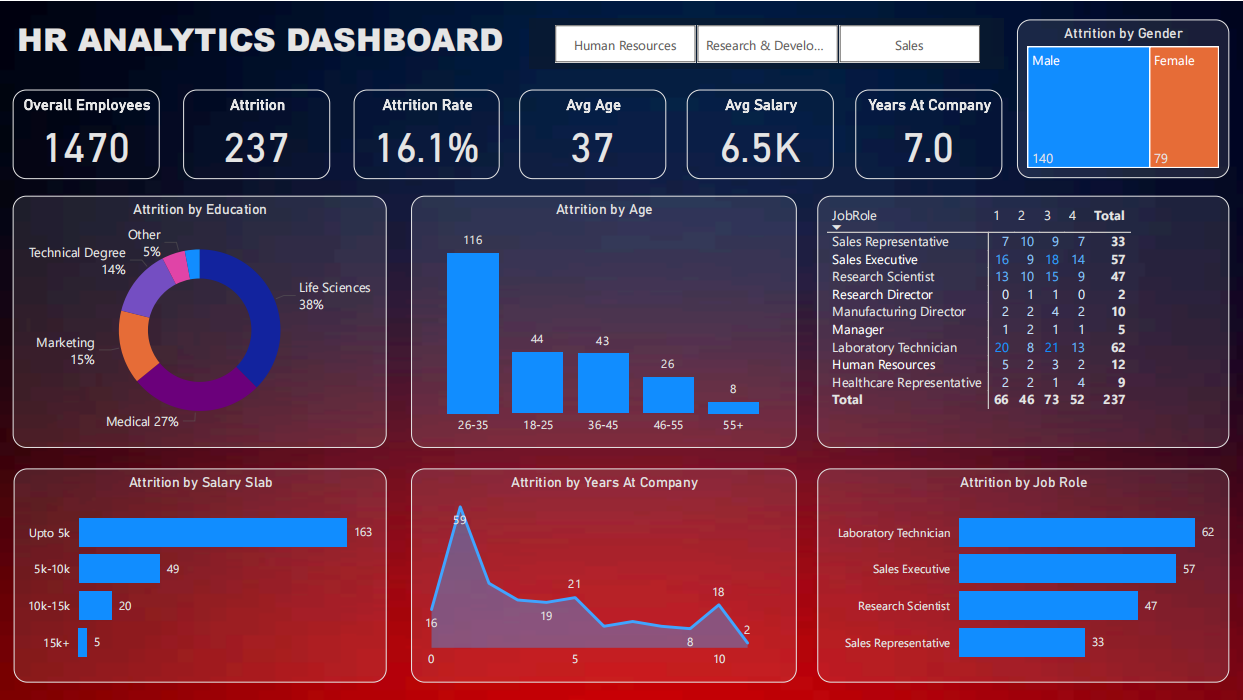 HR ANALYTICS DASHBOARD
Human Resources
Research & Develo...
Sales
Attrition by Gender
Male
Female
140
79
Overall Employees
1470
Attrition
237
Attrition Rate
16.1%
Avg Age
37
Avg Salary
6.5K
Years At Company
7.0
Attrition by Education
Other
5%
Technical Degree
14%
Life Sciences
38%
Marketing
15%
Medical 27%
Attrition by Age
116
44
43
26
8
26-35 18-25 36-45 46-55 55+
JobRole 1 2 3 4 Total
Sales Representative 7 10 9 7 33
Sales Executive 16 9 18 14 57
Research Scientist 13 10 15 9 47
Research Director 0 1 1 0 2
Manufacturing Director 2 2 4 2 10
Manager 1 2 1 1 5
Laboratory Technician 20 8 21 13 62
Human Resources 5 2 3 2 12
Healthcare Representative 2 2 1 4 9
Total 66 46 73 52 237
Attrition by Salary Slab
Upto 5k 163
5k-10k 49
10k-15k 20
15k+ 5
Attrition by Years At Company
59
21
18
16
19
8
2
0 5 10
Attrition by Job Role
Laboratory Technician 62
Sales Executive 57
Research Scientist 47
Sales Representative 33